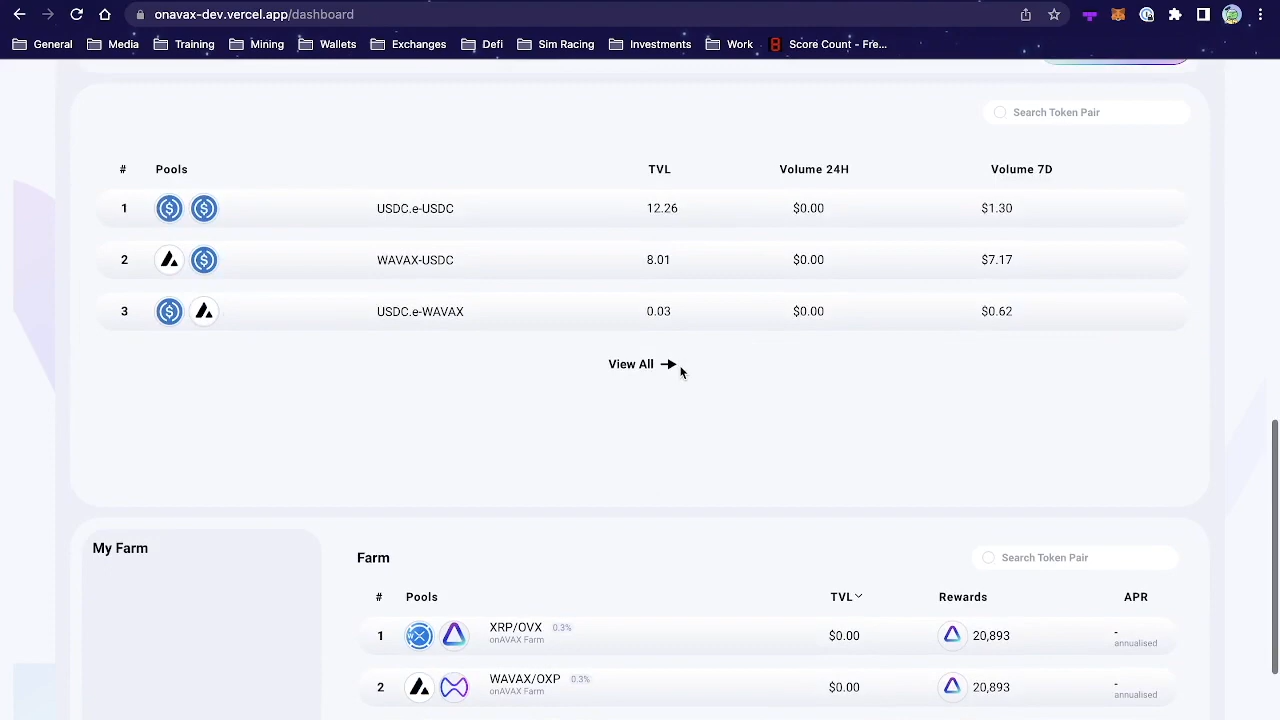 onavax-dev.vercel.app/dashboard
General Media Training Mining Wallets Exchanges Defi Sim Racing Investments Work 8 Score Count - Fre...
Search Token Pair
# Pools TVL Volume 24H Volume 7D
1 USDC.e-USDC 12.26 $0.00 $1.30
2 WAVAX-USDC 8.01 $0.00 $7.17
3 USDC.e-WAVAX 0.03 $0.00 $0.62
View All
My Farm
Farm
Search Token Pair
# Pools TVL Rewards APR
1 XRP/OVX 0.3% $0.00 20,893 -
onAVAX Farm annualised
2 WAVAX/OXP 0.3% $0.00 20,893 -
onAVAX Farm annualised